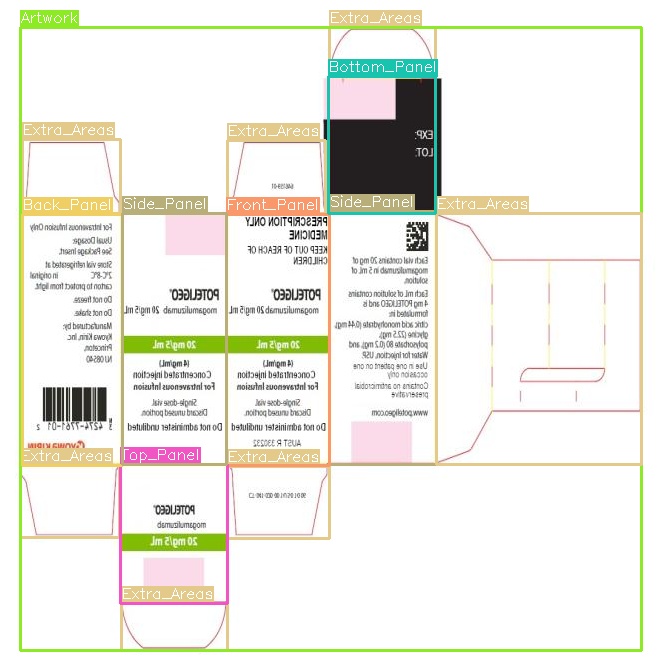 Artwork
Extra_Areas
Bottom_Panel
EXP:
LOT:
Extra_Areas
Extra_Areas
Back_Panel
Side_Panel
Front_Panel
Side_Panel
Extra_Areas
For Intravenous Infusion Only
Usual Dosage:
See Package Insert.
Store vial refrigerated at
2°C-8°C in original
carton protect from light.
Do not freeze.
Do not shake.
Manufactured by:
Kyowa Kirin, Inc.
Princeton,
NJ 08540
KYOWA KIRIN
POTELIGEO®
mogamulizumab 20 mg/5 mL
20 mg/5 mL
(4 mg/mL)
Concentrated injection
For Intravenous Infusion
Single-dose vial.
Discard unused portion.
Do not administer undiluted
PRESCRIPTION ONLY
MEDICINE
KEEP OUT OF REACH OF
CHILDREN
POTELIGEO®
mogamulizumab 20 mg/5 mL
20 mg/5 mL
(4 mg/mL)
Concentrated injection
For Intravenous Infusion
Single-dose vial.
Discard unused portion.
Do not administer undiluted
AUST R 330232
Each vial contains 20 mg of
mogamulizumab in 5 mL of
solution.
Each mL of solution contains
4 mg POTELIGEO and is
formulated in
citric acid monohydrate (0.44 mg),
glycine (22.5 mg),
polysorbate 80 (0.2 mg), and
Water for Injection, USP.
Use in one patient on one
occasion only
Contains no antimicrobial
preservative
www.poteligeo.com
Extra_Areas
Top_Panel
Extra_Areas
POTELIGEO®
mogamulizumab
20 mg/5 mL
Extra_Areas